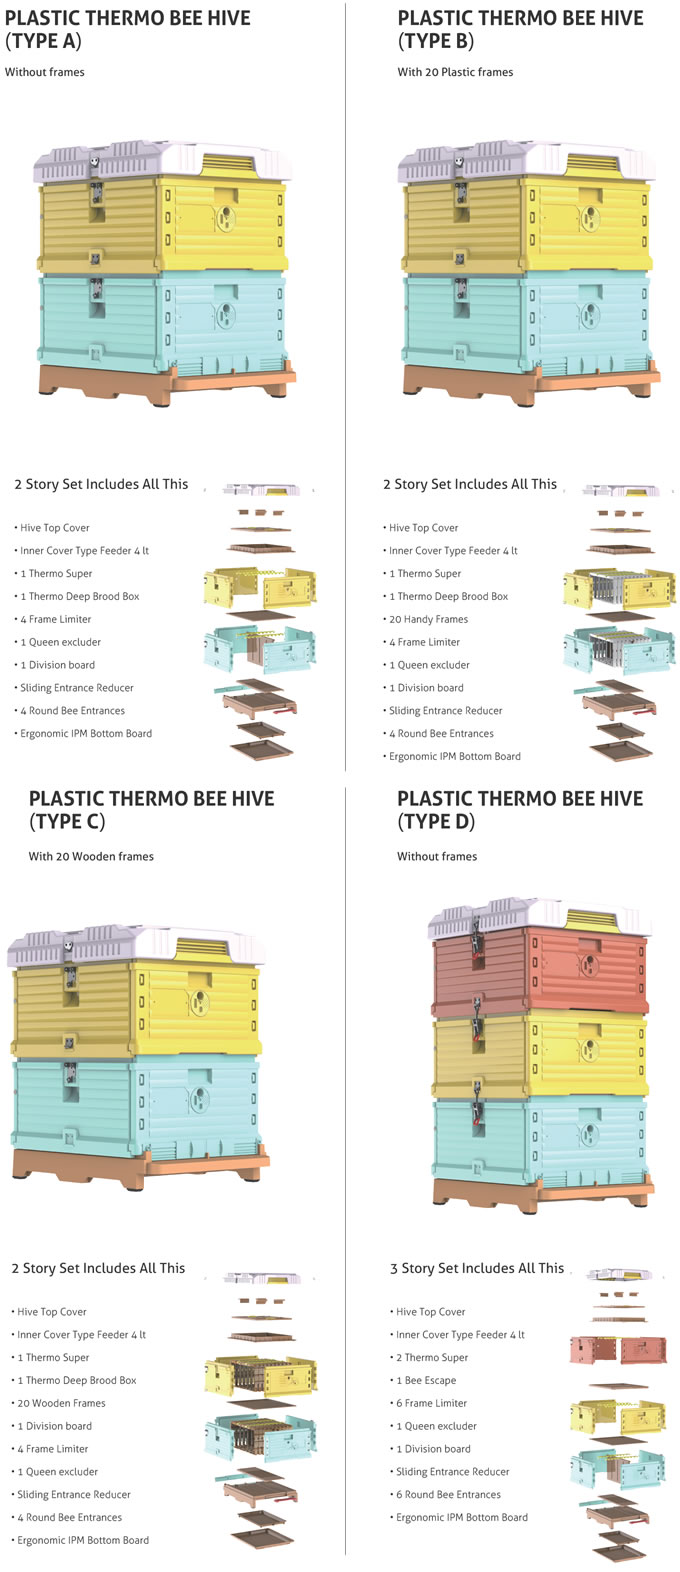 PLASTIC THERMO BEE HIVE
(TYPE A)
Without frames
2 Story Set Includes All This
• Hive Top Cover
• Inner Cover Type Feeder 4 lt
• 1 Thermo Super
• 1 Thermo Deep Brood Box
• 4 Frame Limiter
• 1 Queen excluder
• 1 Division board
• Sliding Entrance Reducer
• 4 Round Bee Entrances
• Ergonomic IPM Bottom Board
PLASTIC THERMO BEE HIVE
(TYPE B)
With 20 Plastic frames
2 Story Set Includes All This
• Hive Top Cover
• Inner Cover Type Feeder 4 lt
• 1 Thermo Super
• 1 Thermo Deep Brood Box
• 20 Handy Frames
• 4 Frame Limiter
• 1 Queen excluder
• 1 Division board
• Sliding Entrance Reducer
• 4 Round Bee Entrances
• Ergonomic IPM Bottom Board
PLASTIC THERMO BEE HIVE
(TYPE C)
With 20 Wooden frames
2 Story Set Includes All This
• Hive Top Cover
• Inner Cover Type Feeder 4 lt
• 1 Thermo Super
• 1 Thermo Deep Brood Box
• 20 Wooden Frames
• 1 Division board
• 4 Frame Limiter
• 1 Queen excluder
• Sliding Entrance Reducer
• 4 Round Bee Entrances
• Ergonomic IPM Bottom Board
PLASTIC THERMO BEE HIVE
(TYPE D)
Without frames
3 Story Set Includes All This
• Hive Top Cover
• Inner Cover Type Feeder 4 lt
• 2 Thermo Super
• 1 Bee Escape
• 6 Frame Limiter
• 1 Queen excluder
• 1 Division board
• Sliding Entrance Reducer
• 6 Round Bee Entrances
• Ergonomic IPM Bottom Board